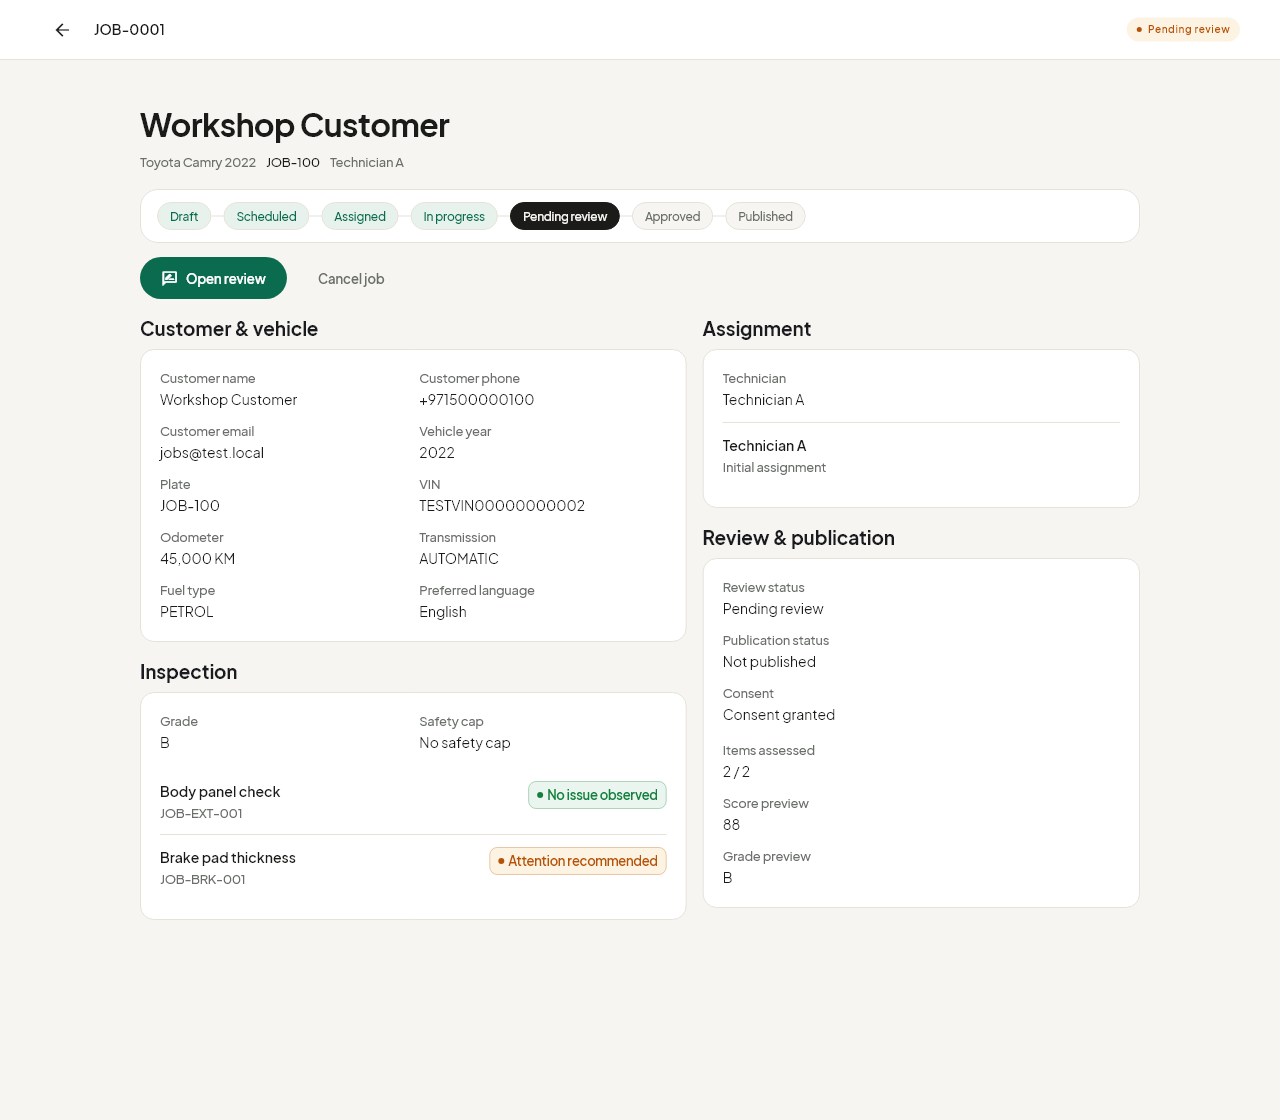 JOB-0001
Pending review
Workshop Customer
Toyota Camry 2022 JOB-100 Technician A
Draft Scheduled Assigned In progress Pending review Approved Published
Open review Cancel job
Customer & vehicle
Customer name Customer phone
Workshop Customer +971500000100
Customer email Vehicle year
jobs@test.local 2022
Plate VIN
JOB-100 TESTVIN00000000002
Odometer Transmission
45,000 KM AUTOMATIC
Fuel type Preferred language
PETROL English
Inspection
Grade Safety cap
B No safety cap
Body panel check No issue observed
JOB-EXT-001
Brake pad thickness Attention recommended
JOB-BRK-001
Assignment
Technician
Technician A
Technician A
Initial assignment
Review & publication
Review status
Pending review
Publication status
Not published
Consent
Consent granted
Items assessed
2 / 2
Score preview
88
Grade preview
B